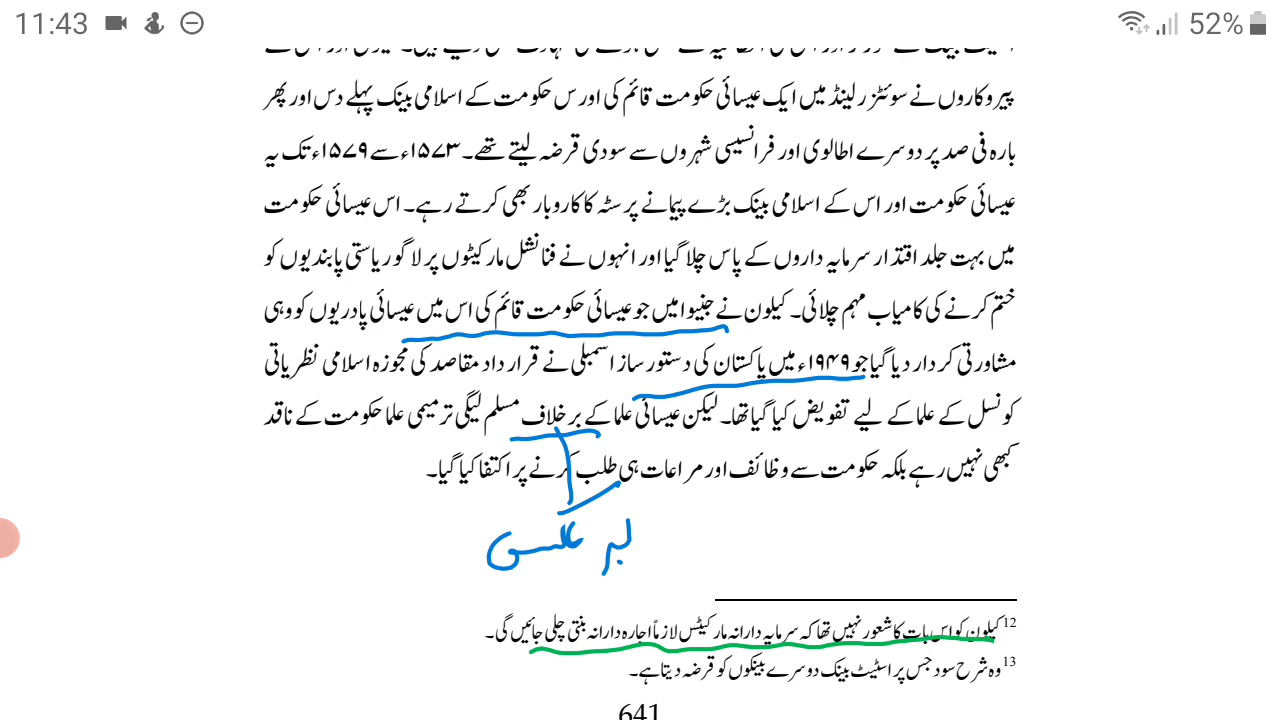 11:43 52%
پیروکاروں نے سوئٹزرلینڈ میں ایک عیسائی حکومت قائم کی اور س حکومت کے اسلامی بینک پہلے دس اور پھر
بارہ فی صد پر دوسرے اطالوی اور فرانسیسی شہروں سے سودی قرضہ لیتے تھے۔ ۱۵۷۳ء سے ۱۵۷۹ء تک یہ
عیسائی حکومت اور اس کے اسلامی بینک بڑے پیمانے پر سٹہ کا کاروبار بھی کرتے رہے۔ اس عیسائی حکومت
میں بہت جلد اقتدار سرمایہ داروں کے پاس چلا گیا اور انہوں نے فنانشل مارکیٹوں پر لاگو ریاستی پابندیوں کو
ختم کرنے کی کامیاب مہم چلائی۔ کیلون نے جنیوا میں جو عیسائی حکومت قائم کی اس میں عیسائی پادریوں کو وہی
مشاورتی کردار دیا گیا جو ۱۹۴۹ء میں پاکستان کی دستور ساز اسمبلی نے قرار داد مقاصد کی مجوزہ اسلامی نظریاتی
کونسل کے علما کے لیے تفویض کیا گیا تھا۔ لیکن عیسائی علما کے برخلاف مسلم لیگی ترمیمی علما حکومت کے ناقد
کبھی نہیں رہے بلکہ حکومت سے وظائف اور مراعات ہی طلب کرنے پر اکتفا کیا گیا۔
12 کیلون کو اس بات کا شعور نہیں تھا کہ سرمایہ دارانہ مارکیٹس لازماً اجارہ دارانہ بنتی چلی جائیں گی۔
13 وہ شرح سود جس پر اسٹیٹ بینک دوسرے بینکوں کو قرضہ دیتا ہے۔
641